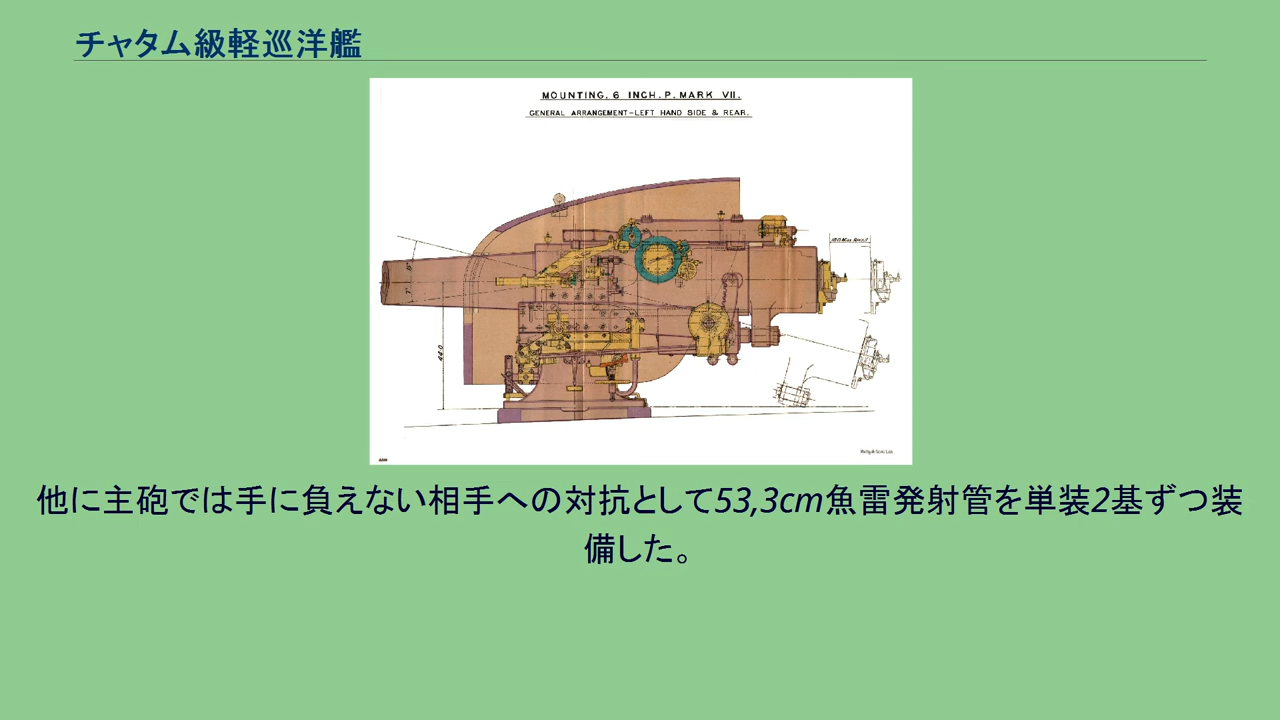 チャタム級軽巡洋艦
MOUNTING. 6 INCH. P. MARK VII.
GENERAL ARRANGEMENT–LEFT HAND SIDE & REAR.
他に主砲では手に負えない相手への対抗として53,3cm魚雷発射管を単装2基ずつ装
備した。